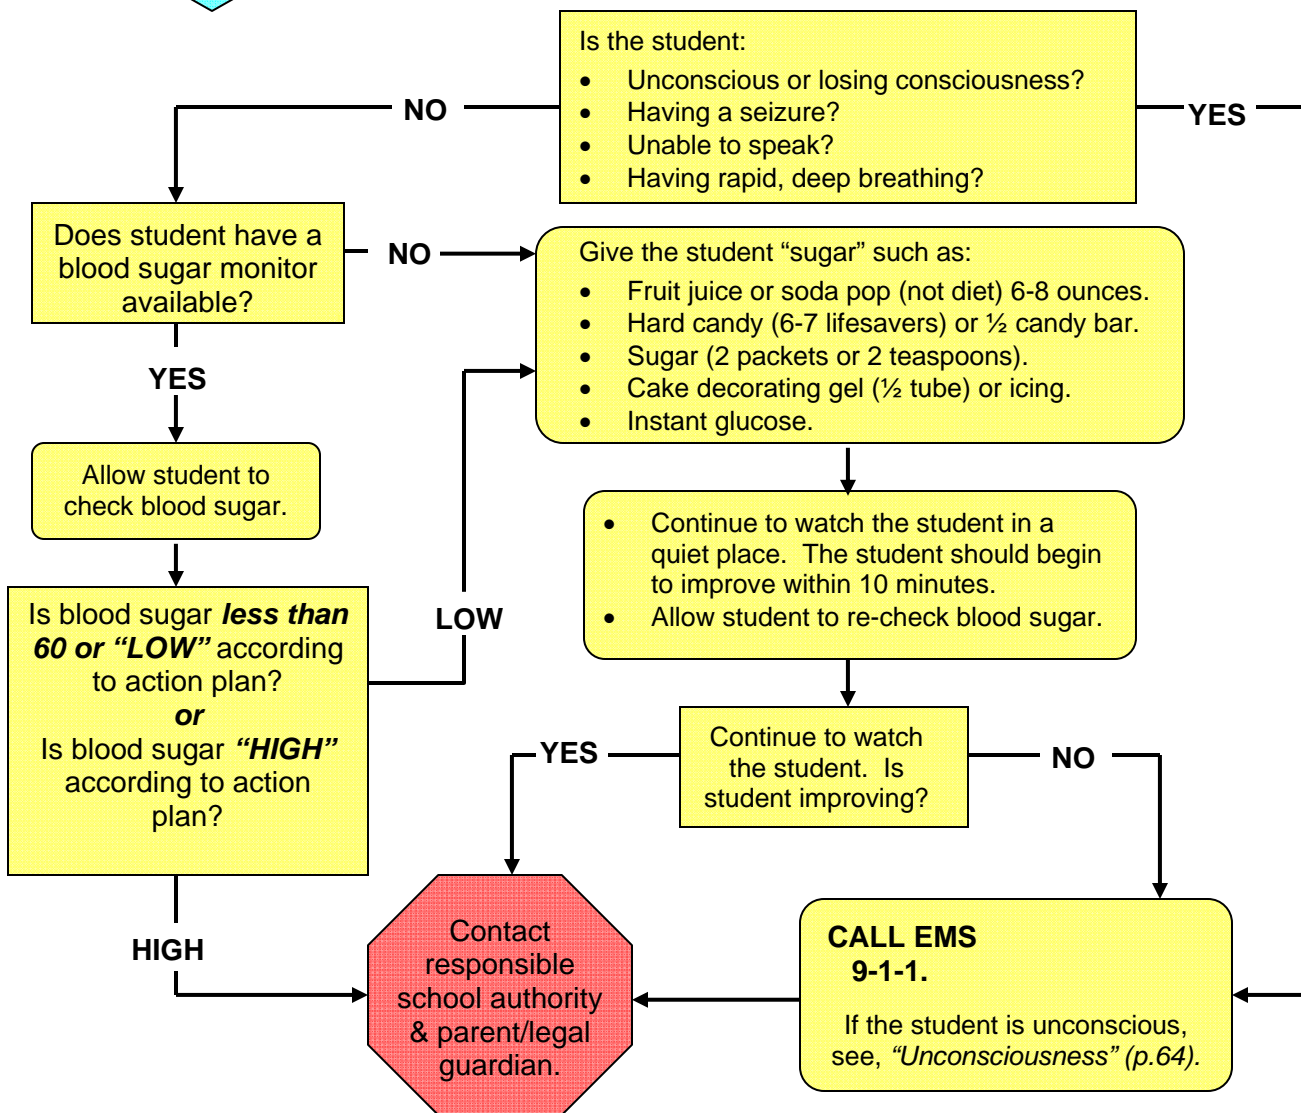 Is the student:
• Unconscious or losing consciousness?
• Having a seizure?
• Unable to speak?
• Having rapid, deep breathing?
NO
YES
Does student have a
blood sugar monitor
available?
NO
YES
Give the student “sugar” such as:
• Fruit juice or soda pop (not diet) 6-8 ounces.
• Hard candy (6-7 lifesavers) or ½ candy bar.
• Sugar (2 packets or 2 teaspoons).
• Cake decorating gel (½ tube) or icing.
• Instant glucose.
Allow student to
check blood sugar.
• Continue to watch the student in a
quiet place. The student should begin
to improve within 10 minutes.
• Allow student to re-check blood sugar.
Is blood sugar less than
60 or “LOW” according
to action plan?
or
Is blood sugar “HIGH”
according to action
plan?
LOW
HIGH
Continue to watch
the student. Is
student improving?
YES
NO
Contact
responsible
school authority
& parent/legal
guardian.
CALL EMS
9-1-1.
If the student is unconscious,
see, “Unconsciousness” (p.64).